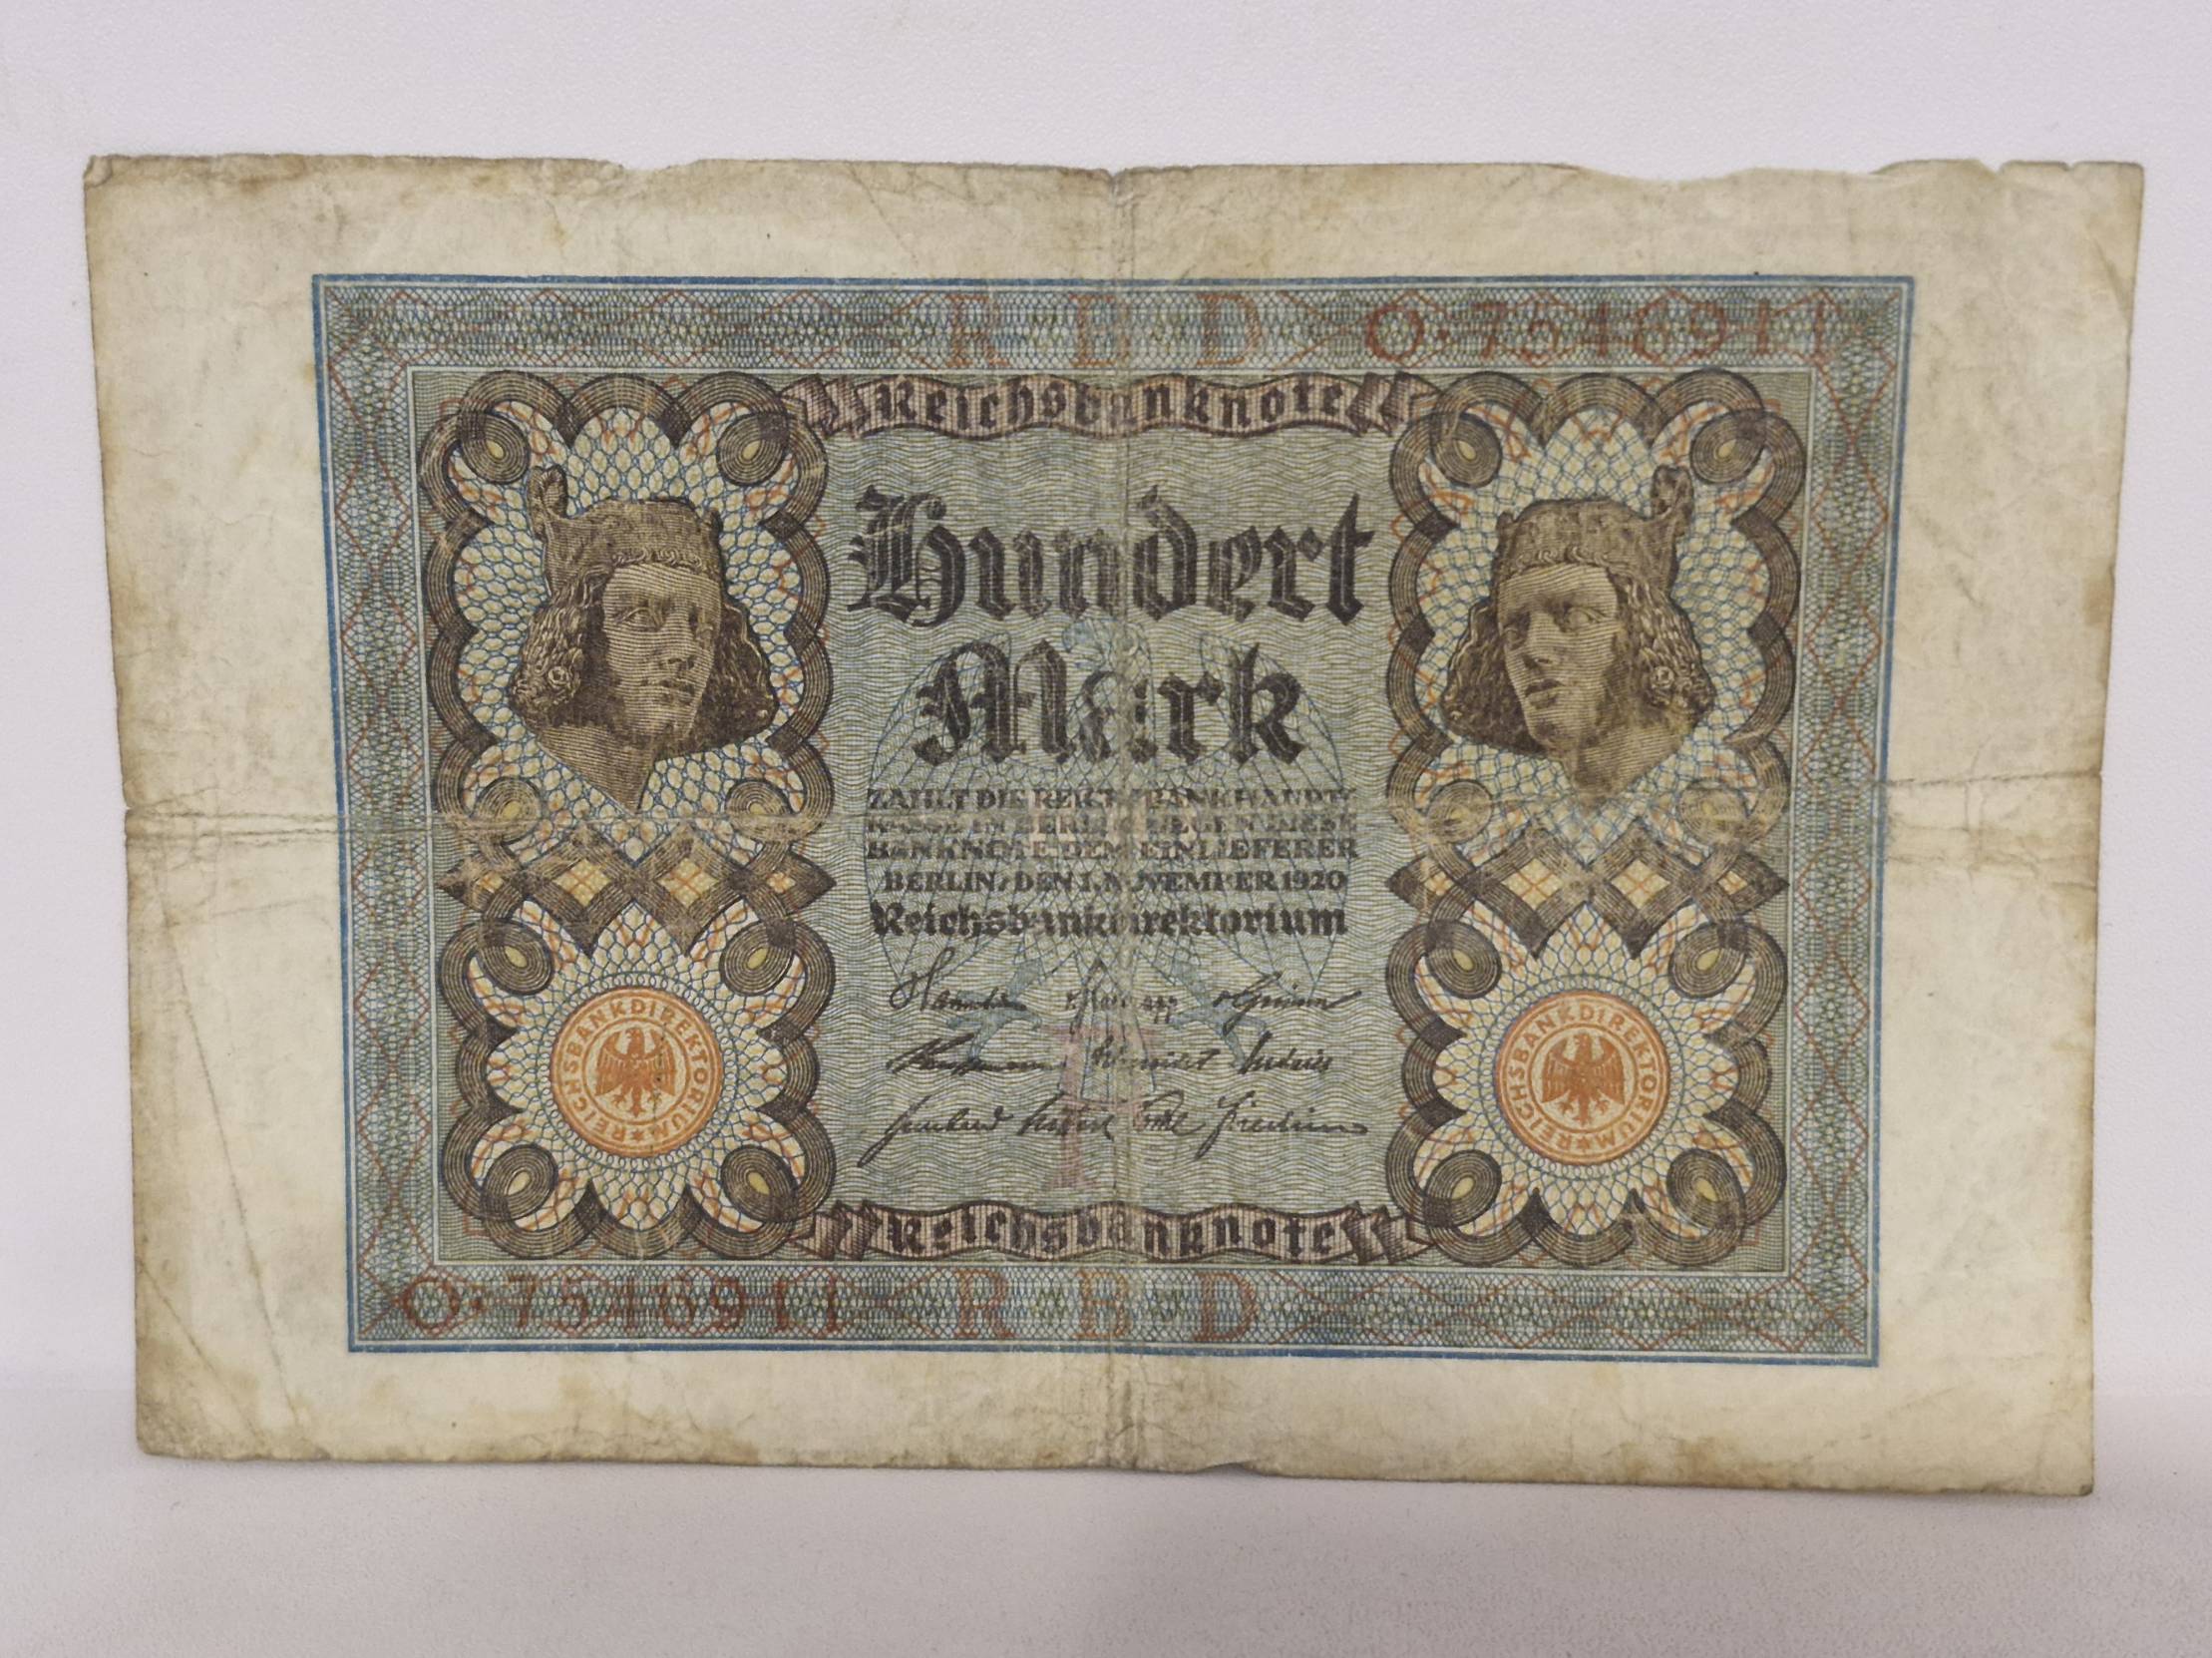 R B D O·7546911
Reichsbanknote
Hundert
Mark
ZAHLT DIE REICHSBANKHAUPT=
KASSE IN BERLIN GEGEN DIESE
BANKNOTE DEM EINLIEFERER
BERLIN, DEN 1. NOVEMBER 1920
Reichsbankdirektorium
REICHSBANKDIREKTORIUM
REICHSBANKDIREKTORIUM
Reichsbanknote
O·7546911 R B D